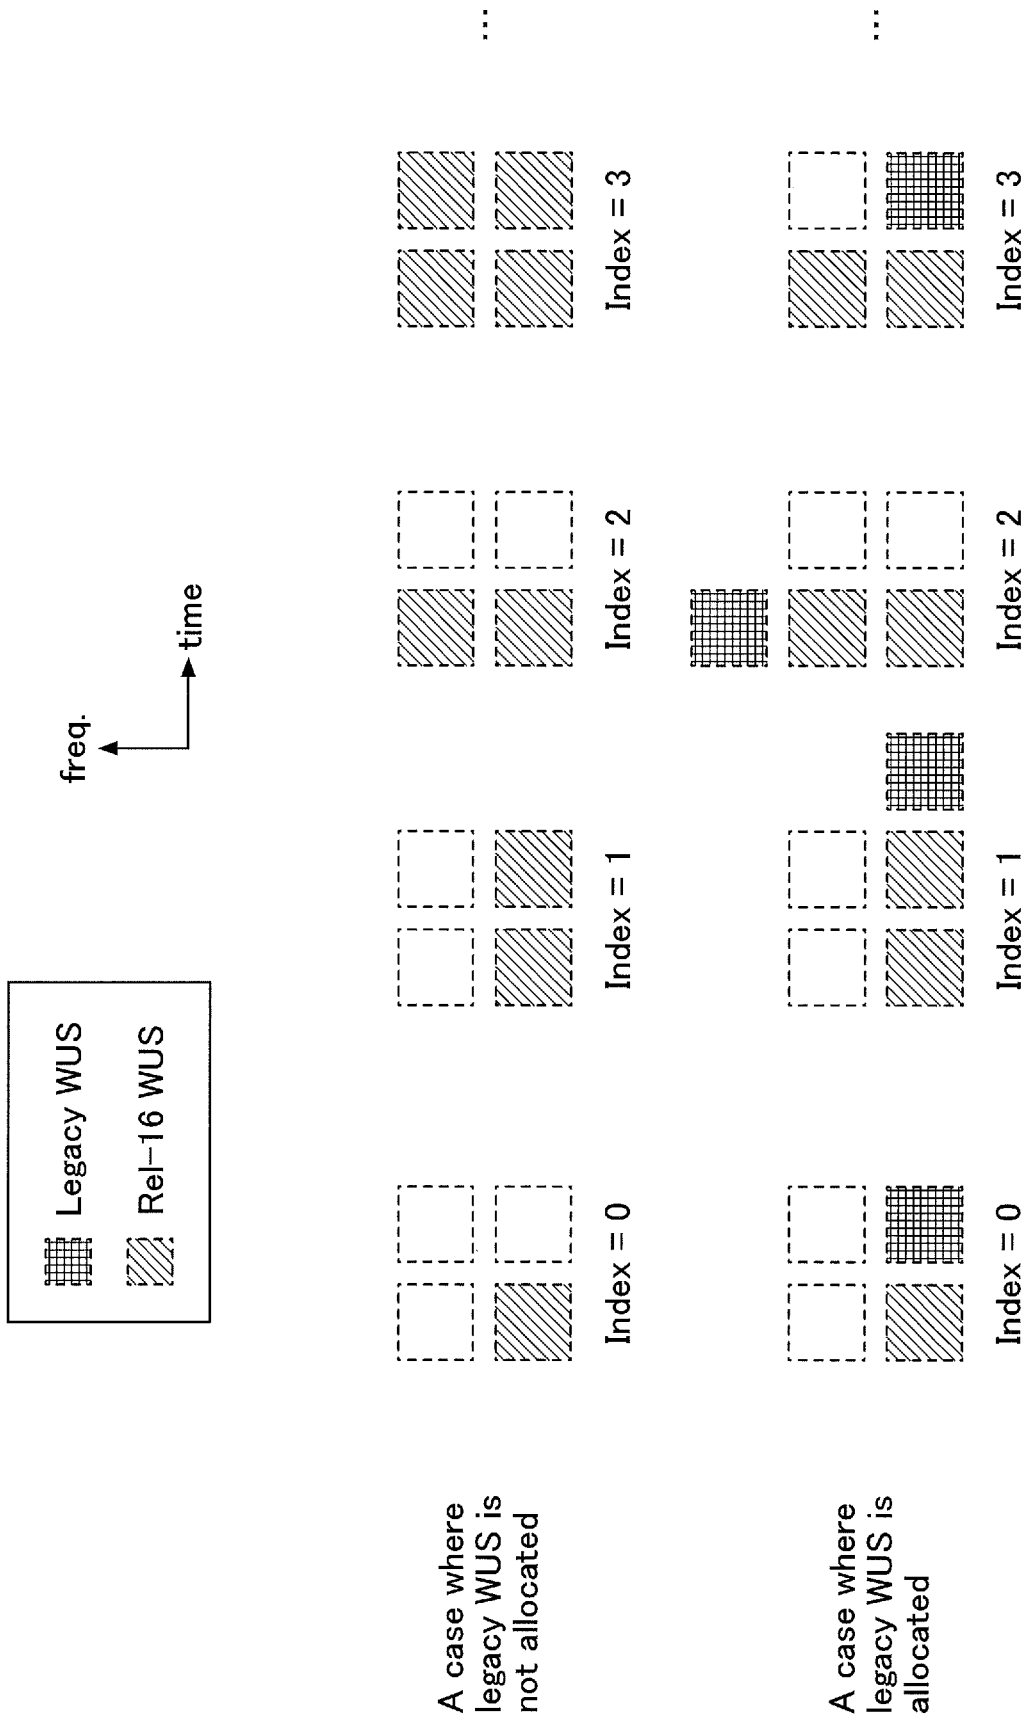 Legacy WUS
Rel-16 WUS
freq.
time
A case where
legacy WUS is
not allocated
Index = 0
Index = 1
Index = 2
Index = 3
...
A case where
legacy WUS is
allocated
Index = 0
Index = 1
Index = 2
Index = 3
...